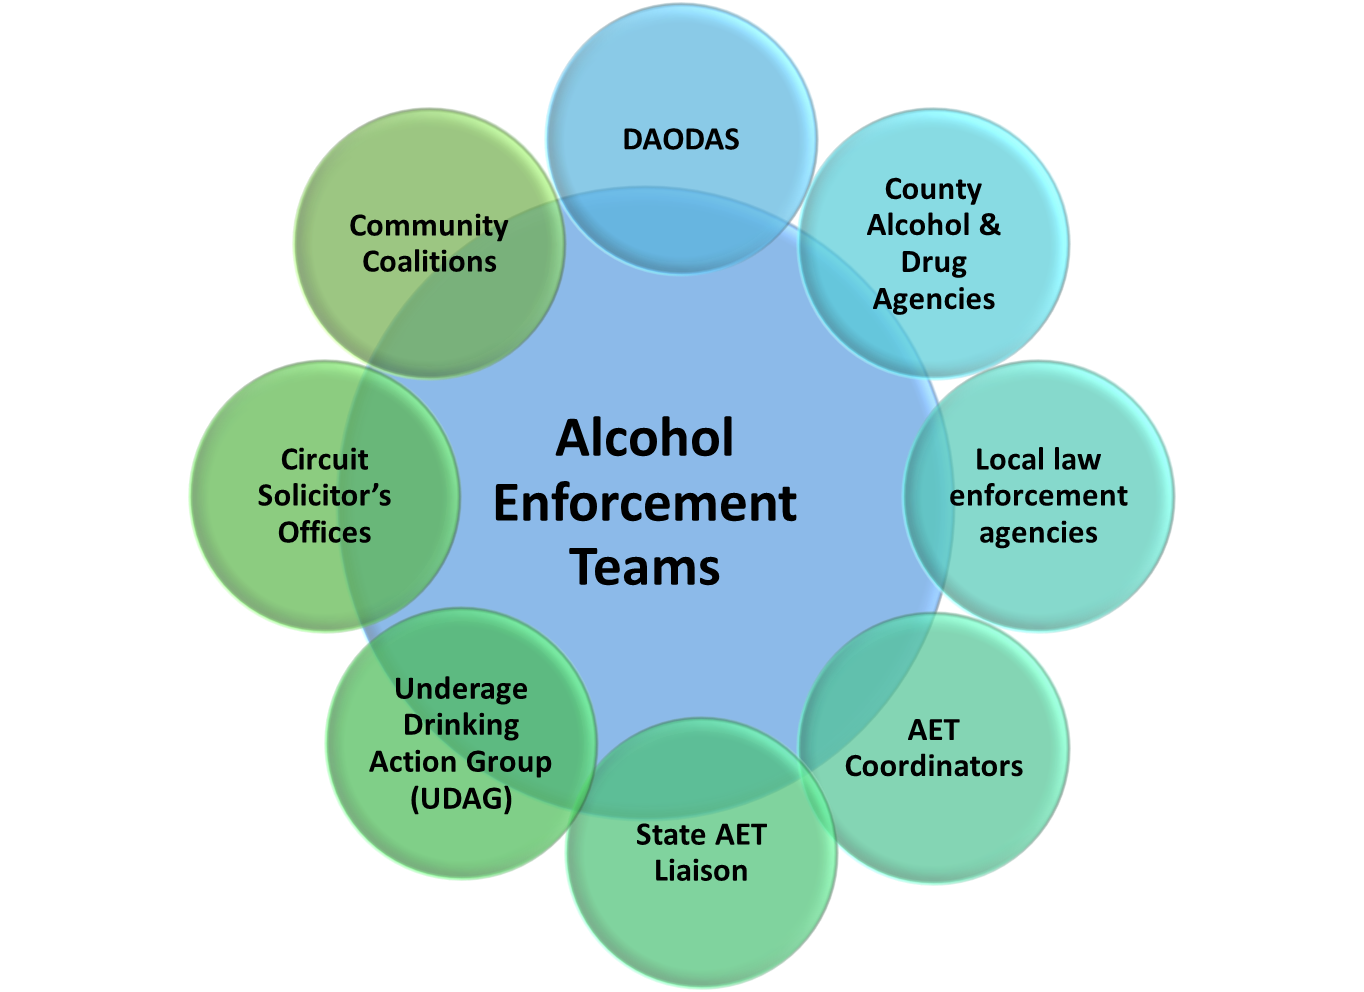 DAODAS
County
Alcohol &
Drug
Agencies
Local law
enforcement
agencies
AET
Coordinators
State AET
Liaison
Underage
Drinking
Action Group
(UDAG)
Circuit
Solicitor’s
Offices
Community
Coalitions
Alcohol
Enforcement
Teams